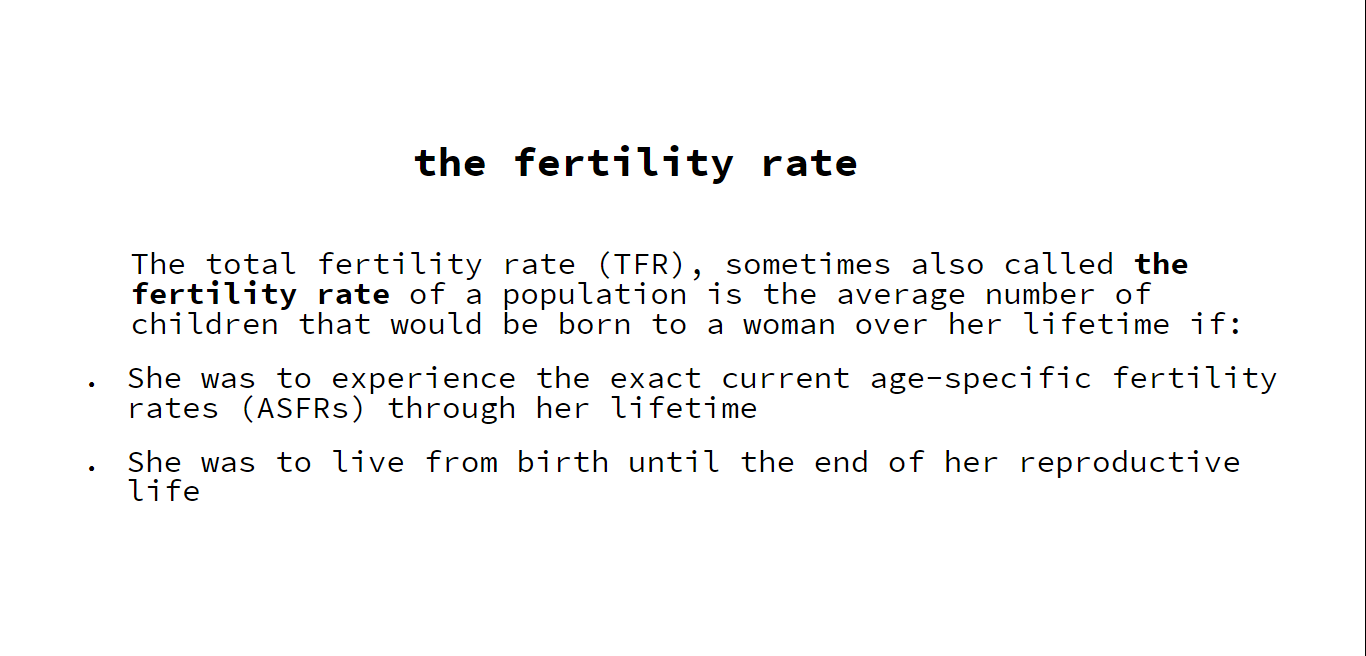 the fertility rate
The total fertility rate (TFR), sometimes also called the
fertility rate of a population is the average number of
children that would be born to a woman over her lifetime if:
. She was to experience the exact current age-specific fertility
rates (ASFRs) through her lifetime
. She was to live from birth until the end of her reproductive
life